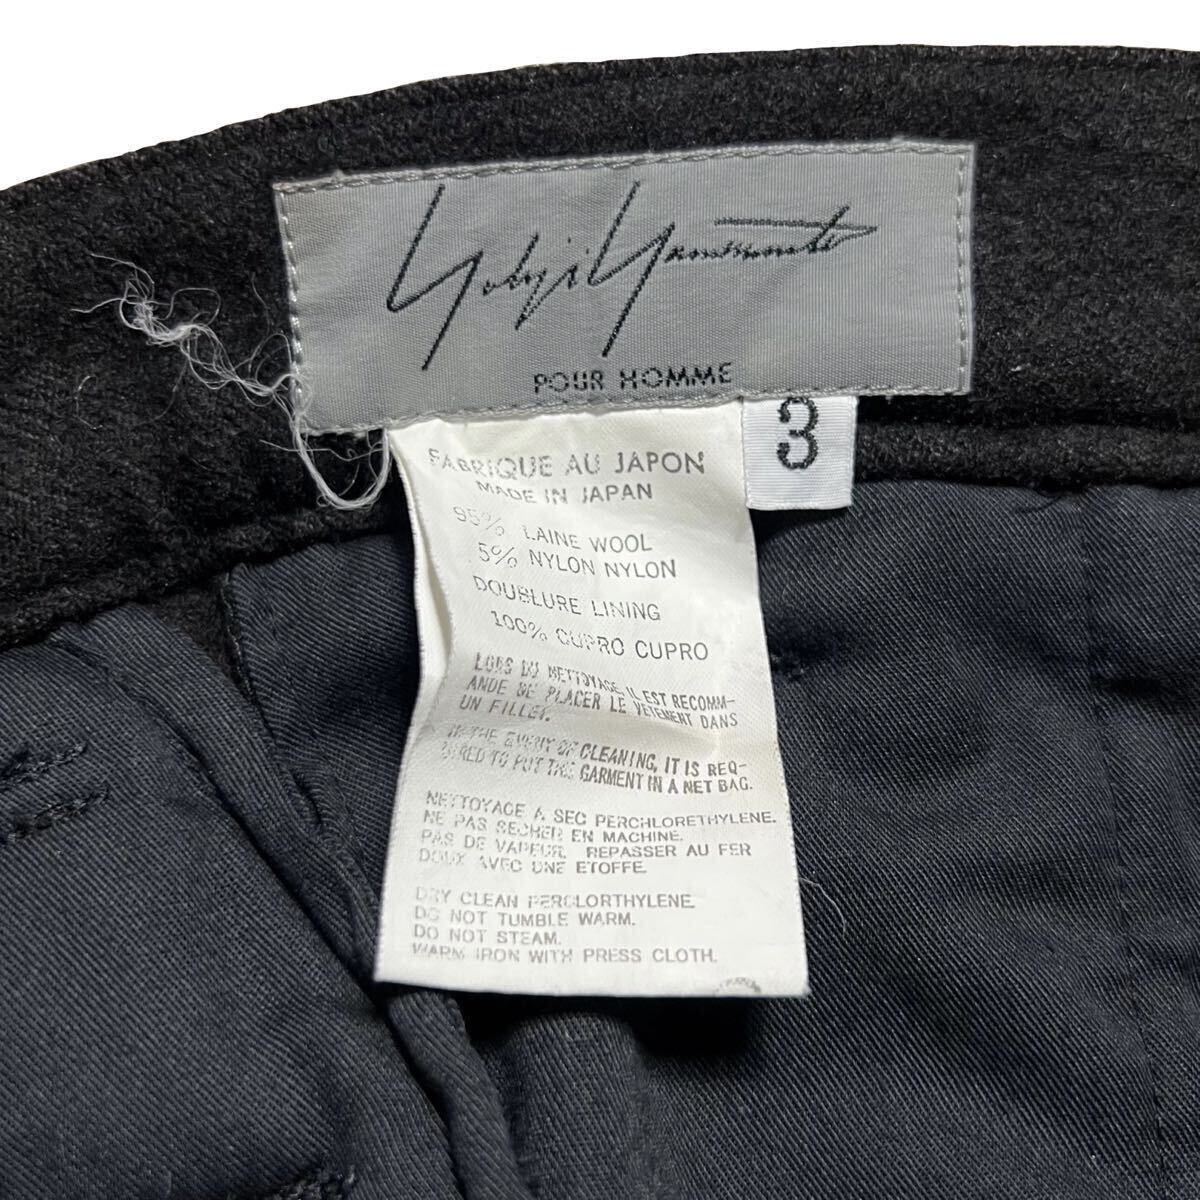 Yohji Yamamoto
POUR HOMME
3
FABRIQUE AU JAPON
MADE IN JAPAN
95% LAINE WOOL
5% NYLON NYLON
DOUBLURE LINING
100% CUPRO CUPRO
LORS DU NETTOYAGE, IL EST RECOMM-
ANDE DE PLACER LE VETEMENT DANS
UN FILLET.
IN THE EVENY OF CLEANING, IT IS REQ-
UIRED TO PUT THE GARMENT IN A NET BAG.
NETTOYAGE A SEC PERCHLORETHYLENE.
NE PAS SECHER EN MACHINE.
PAS DE VAPEUR. REPASSER AU FER
DOUX AVEC UNE ETOFFE.
DRY CLEAN PERCLORTHYLENE.
DO NOT TUMBLE WARM.
DO NOT STEAM.
WARM IRON WITH PRESS CLOTH.